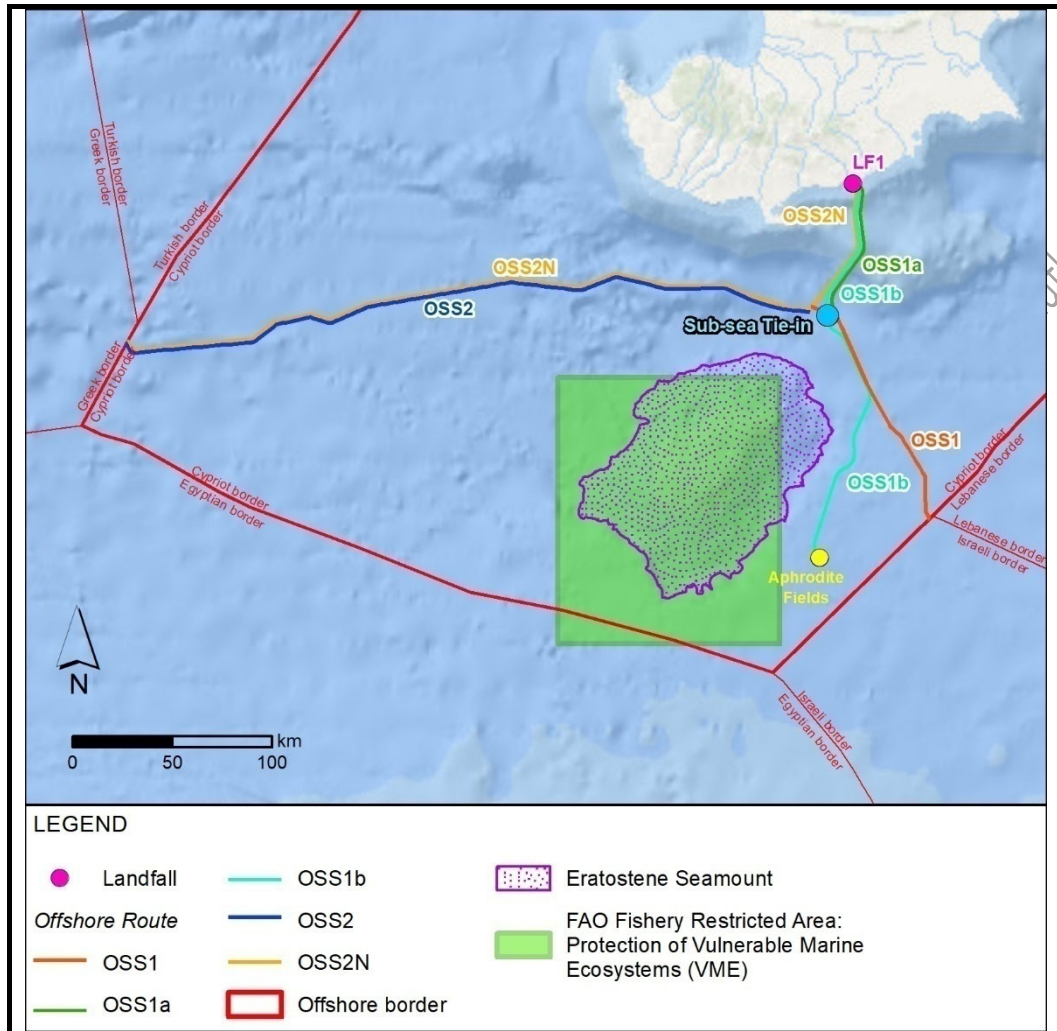 Turkish border
Greek border
Turkish border
Cypriot border
LF1
OSS2N
OSS1a
OSS2N
OSS1b
OSS2
Sub-sea Tie-in
Greek border
Cypriot border
OSS1
Cypriot border
Lebanese border
Cypriot border
Egyptian border
OSS1b
Lebanese border
Israeli border
Aphrodite
Fields
N
Israeli border
Egyptian border
km
0 50 100
LEGEND
Landfall
Offshore Route
OSS1
OSS1a
OSS1b
OSS2
OSS2N
Offshore border
Eratostene Seamount
FAO Fishery Restricted Area:
Protection of Vulnerable Marine
Ecosystems (VME)